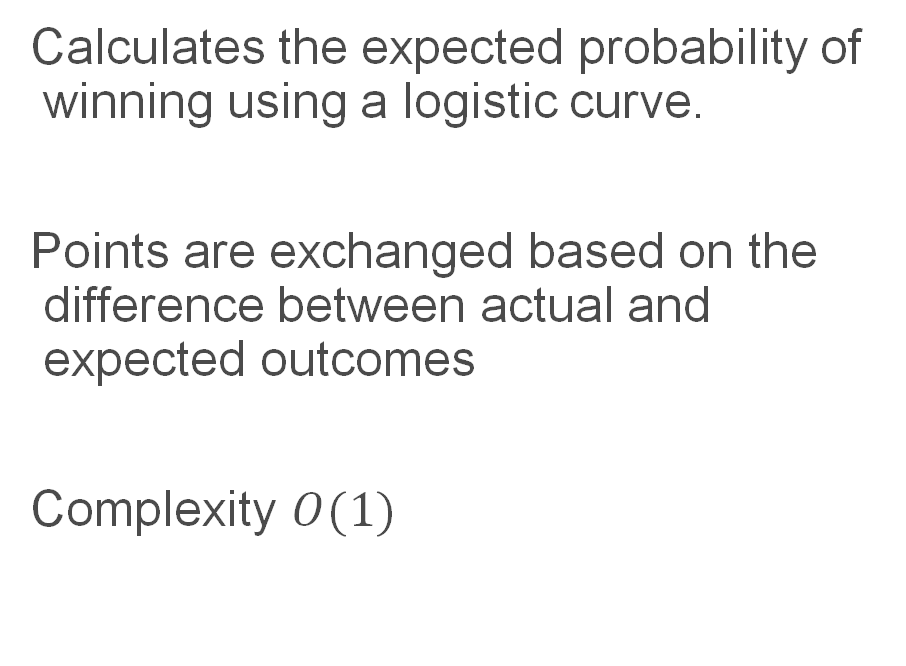 Calculates the expected probability of
winning using a logistic curve.
Points are exchanged based on the
difference between actual and
expected outcomes
Complexity O(1)